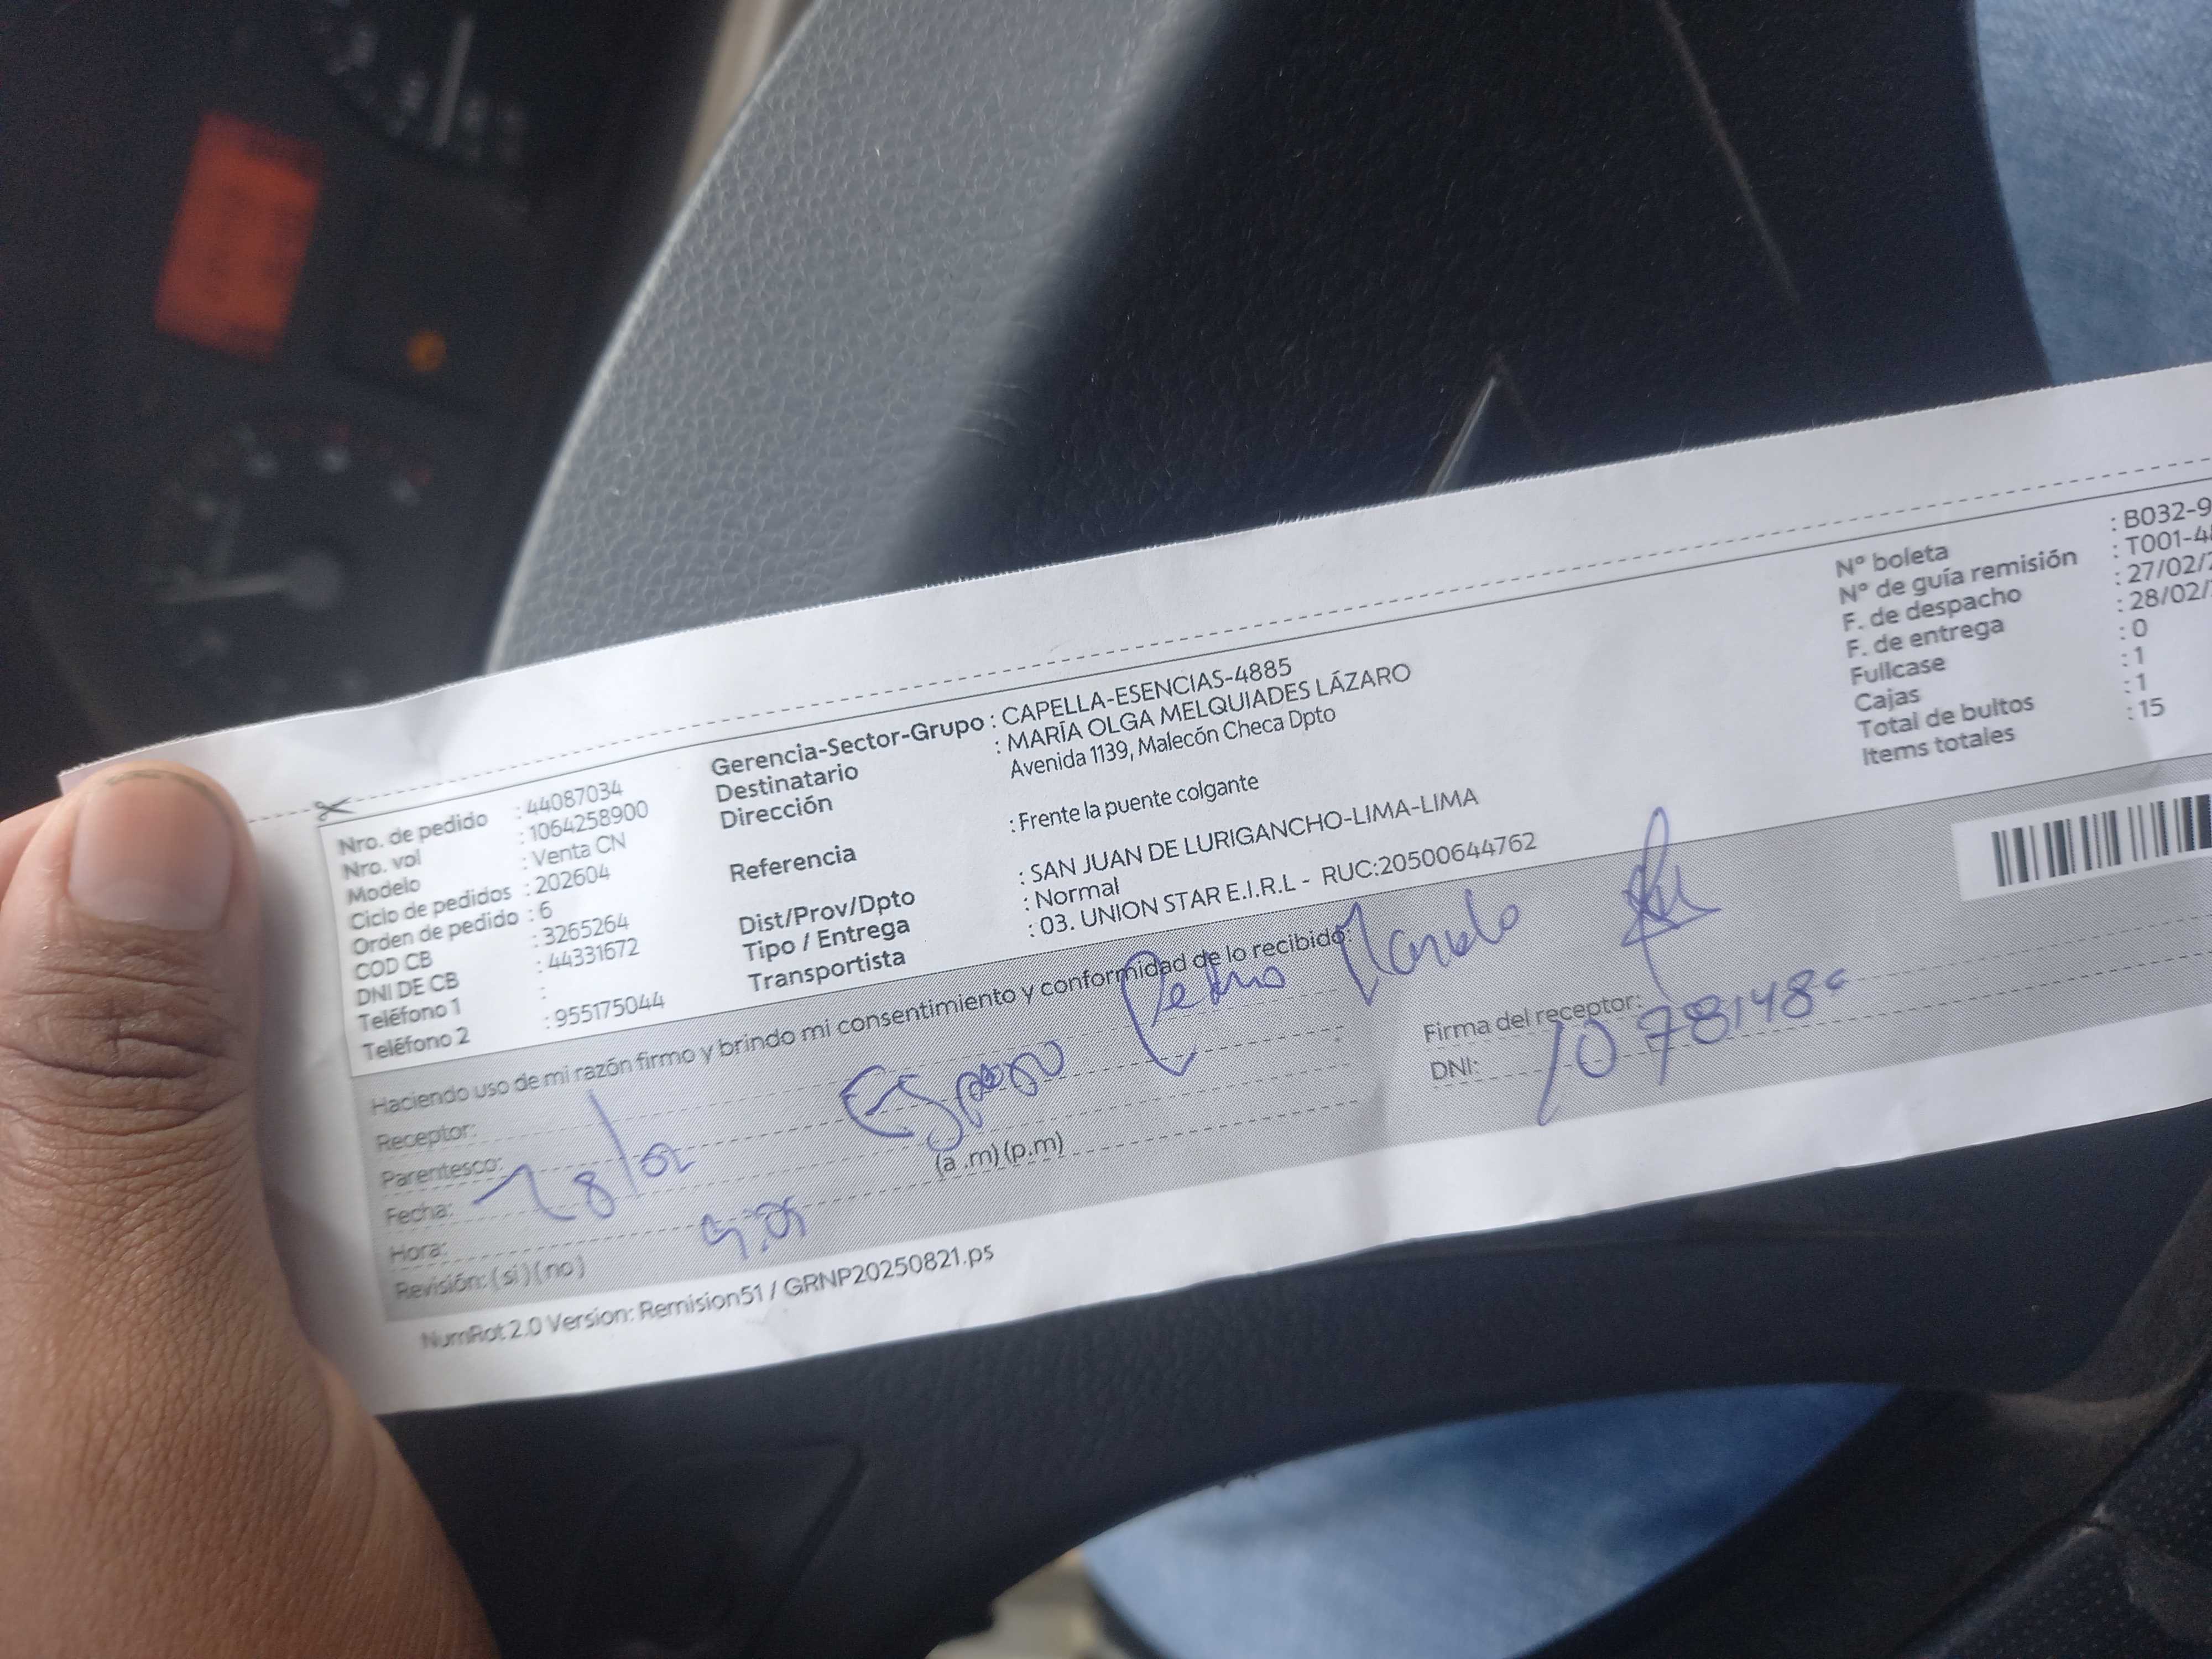 Nro. de pedido : 44087034
Nro. vol : 1064258900
Modelo : Venta CN
Ciclo de pedidos : 202604
Orden de pedido : 6
COD CB : 3265264
DNI DE CB : 44331672
Teléfono 1 :
Teléfono 2 : 955175044
Gerencia-Sector-Grupo : CAPELLA-ESENCIAS-4885
Destinatario : MARÍA OLGA MELQUIADES LÁZARO
Dirección Avenida 1139, Malecón Checa Dpto
Referencia : Frente la puente colgante
Dist/Prov/Dpto : SAN JUAN DE LURIGANCHO-LIMA-LIMA
Tipo / Entrega : Normal
Transportista : 03. UNION STAR E.I.R.L - RUC:20500644762
N° boleta : B032-9
N° de guía remisión : T001-4
F. de despacho : 27/02/
F. de entrega : 28/02/
Fullcase : 0
Cajas : 1
Total de bultos : 1
Items totales : 15
Haciendo uso de mi razón firmo y brindo mi consentimiento y conformidad de lo recibido:
Receptor: Pedro
Parentesco: Esposo
Fecha: 28/02
Hora: (a.m) (p.m)
Revisión: (si) (no)
Firma del receptor:
DNI: 1078148
NumRot 2.0 Version: Remision51 / GRNP20250821.ps